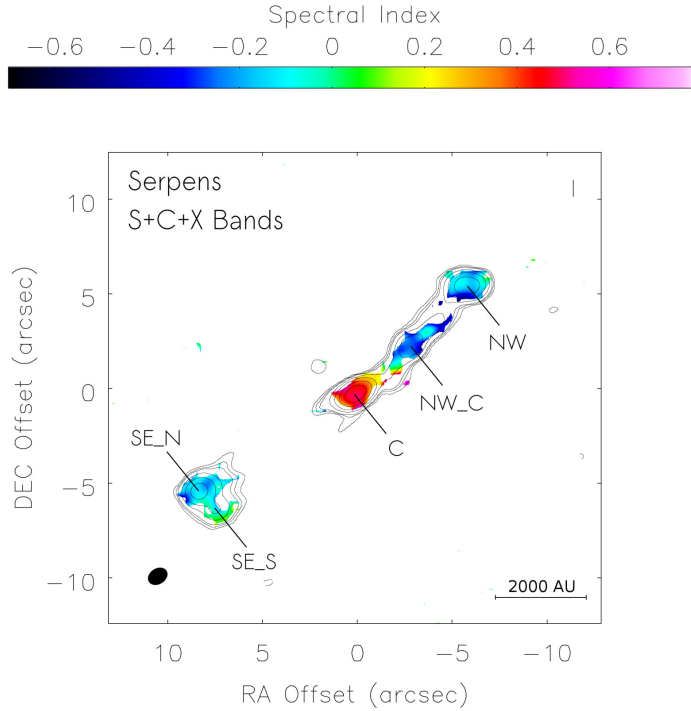 Spectral Index
−0.6 −0.4 −0.2 0 0.2 0.4 0.6
Serpens
S+C+X Bands
NW
NW_C
C
SE_N
SE_S
2000 AU
10
5
0
−5
−10
DEC Offset (arcsec)
10 5 0 −5 −10
RA Offset (arcsec)